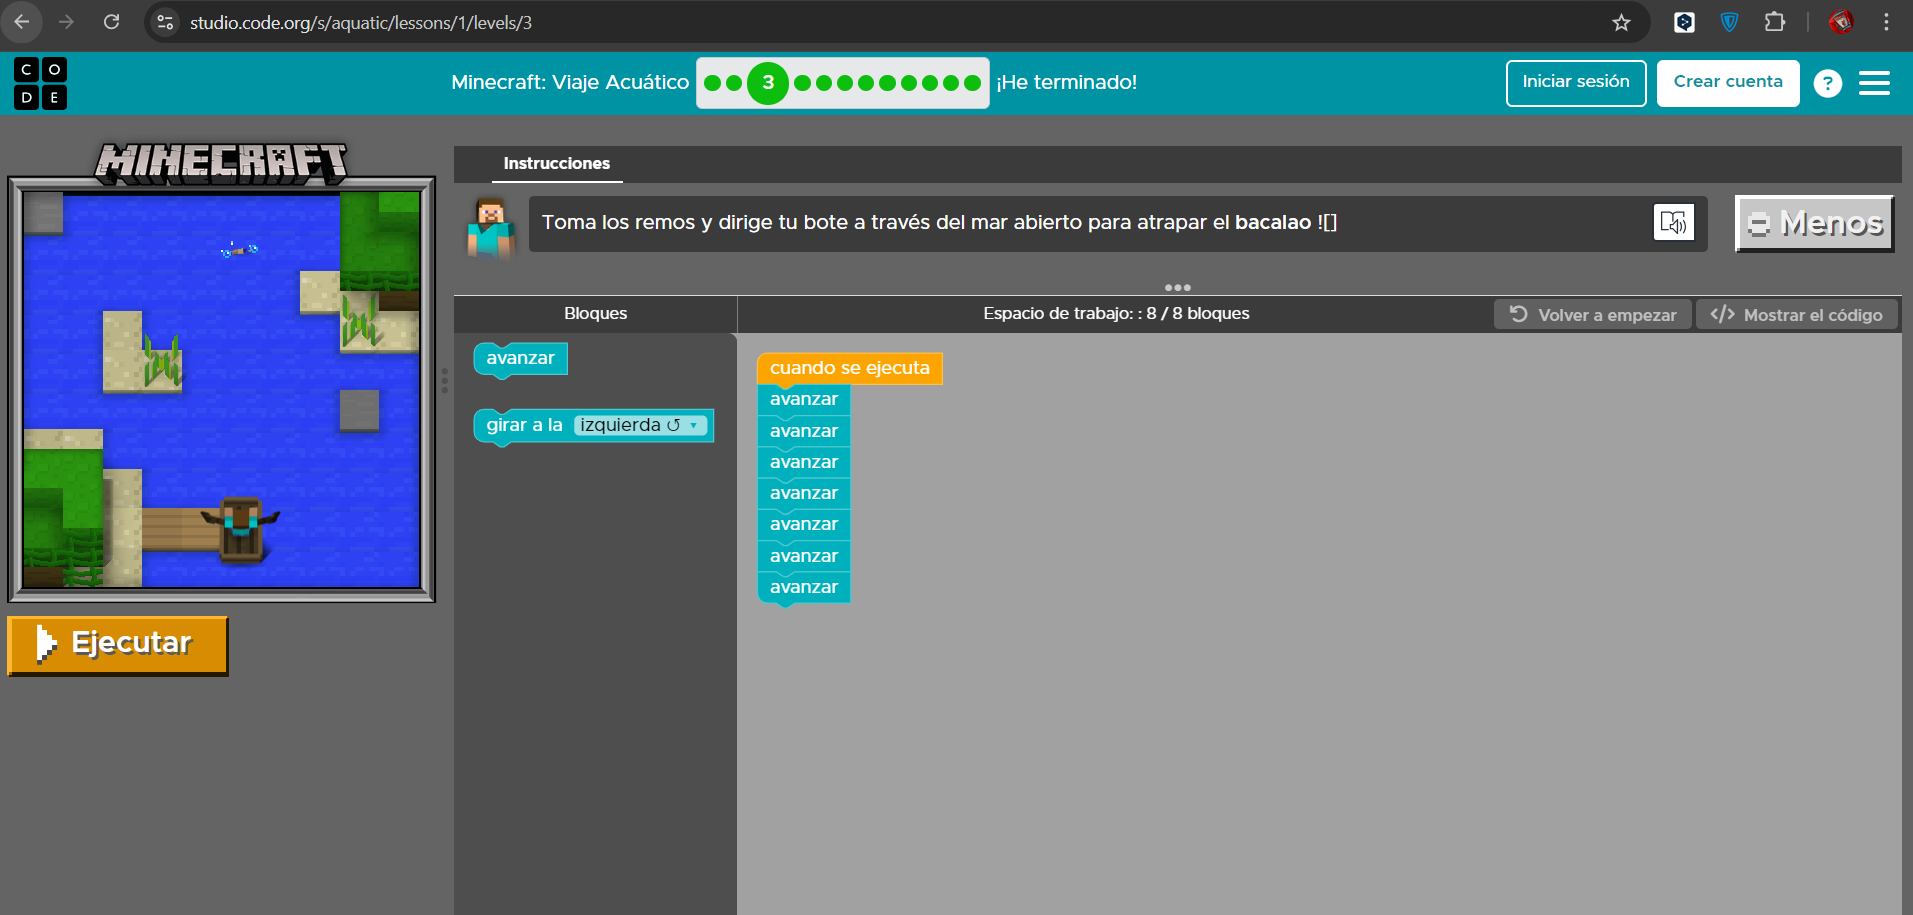 studio.code.org/s/aquatic/lessons/1/levels/3
CODE
Minecraft: Viaje Acuático
3
¡He terminado!
Iniciar sesión
Crear cuenta
?
MINECRAFT
Instrucciones
Toma los remos y dirige tu bote a través del mar abierto para atrapar el bacalao ![]
Menos
Bloques
Espacio de trabajo: : 8 / 8 bloques
Volver a empezar
</> Mostrar el código
avanzar
girar a la izquierda ↺
cuando se ejecuta
avanzar
avanzar
avanzar
avanzar
avanzar
avanzar
avanzar
Ejecutar